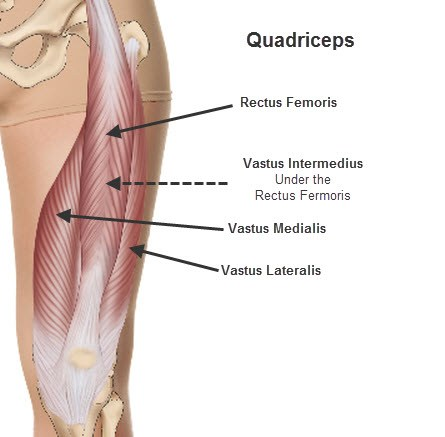 Quadriceps
Rectus Femoris
Vastus Intermedius
Under the
Rectus Fermoris
Vastus Medialis
Vastus Lateralis